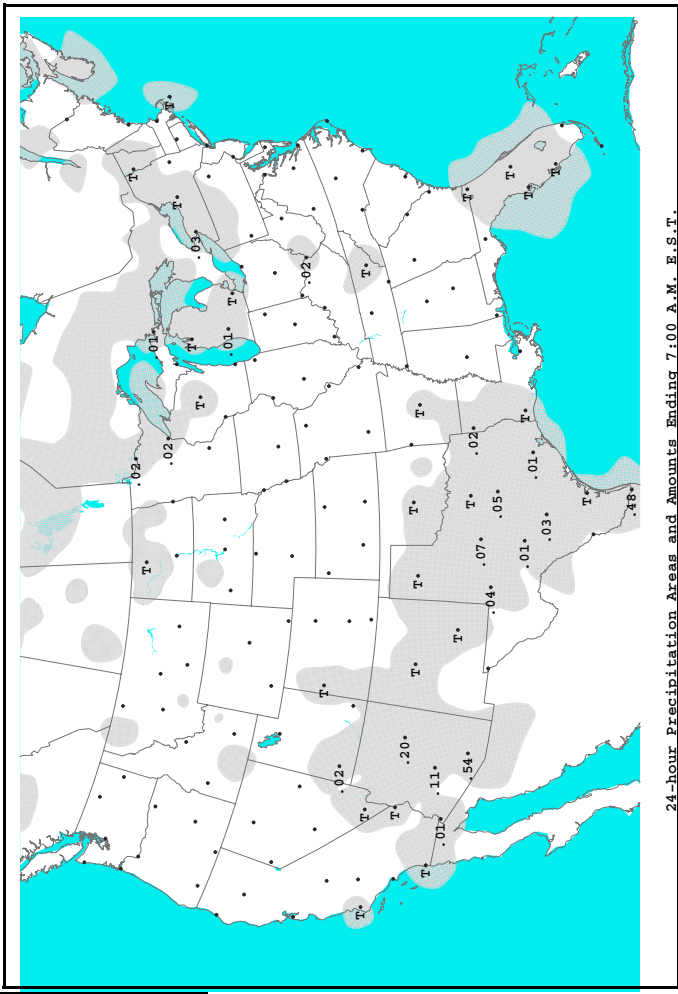 T
.02
T
.01
.02
T
T
T
.03
T
.01
T
.02
T
.02
T
T
T
T
.20
T
T
T
T
T
.11
.01
T
.54
T
T
.02
.07
.04
.05
T
.01
T
T
.01
.03
T
T
.48
24-hour Precipitation Areas and Amounts Ending 7:00 A.M. E.S.T.